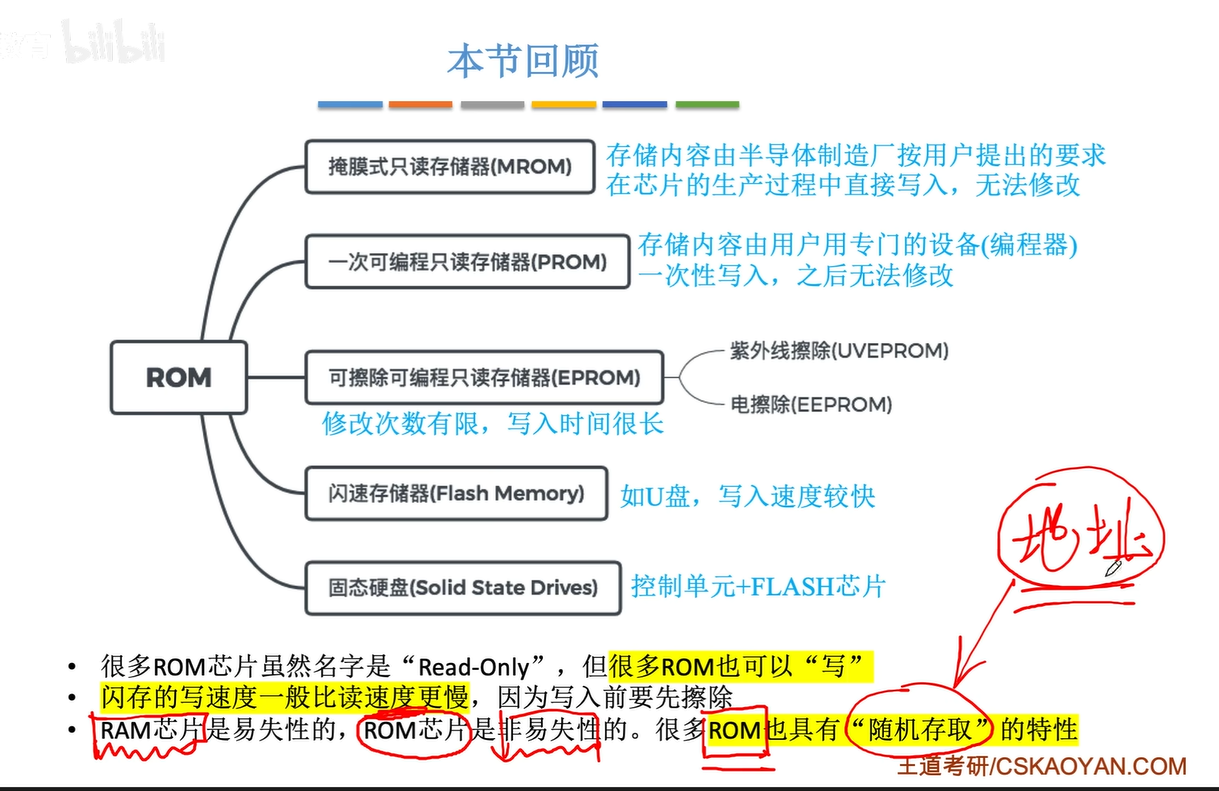 bilibili
本节回顾
掩膜式只读存储器(MROM)
存储内容由半导体制造厂按用户提出的要求
在芯片的生产过程中直接写入，无法修改
一次可编程只读存储器(PROM)
存储内容由用户用专门的设备(编程器)
一次性写入，之后无法修改
ROM
可擦除可编程只读存储器(EPROM)
紫外线擦除(UVEPROM)
电擦除(EEPROM)
修改次数有限，写入时间很长
闪速存储器(Flash Memory)
如U盘，写入速度较快
地址
固态硬盘(Solid State Drives)
控制单元+FLASH芯片
• 很多ROM芯片虽然名字是“Read-Only”，但很多ROM也可以“写”
• 闪存的写速度一般比读速度更慢，因为写入前要先擦除
• RAM芯片是易失性的，ROM芯片是非易失性的。很多ROM也具有“随机存取”的特性
王道考研/CSKAOYAN.COM